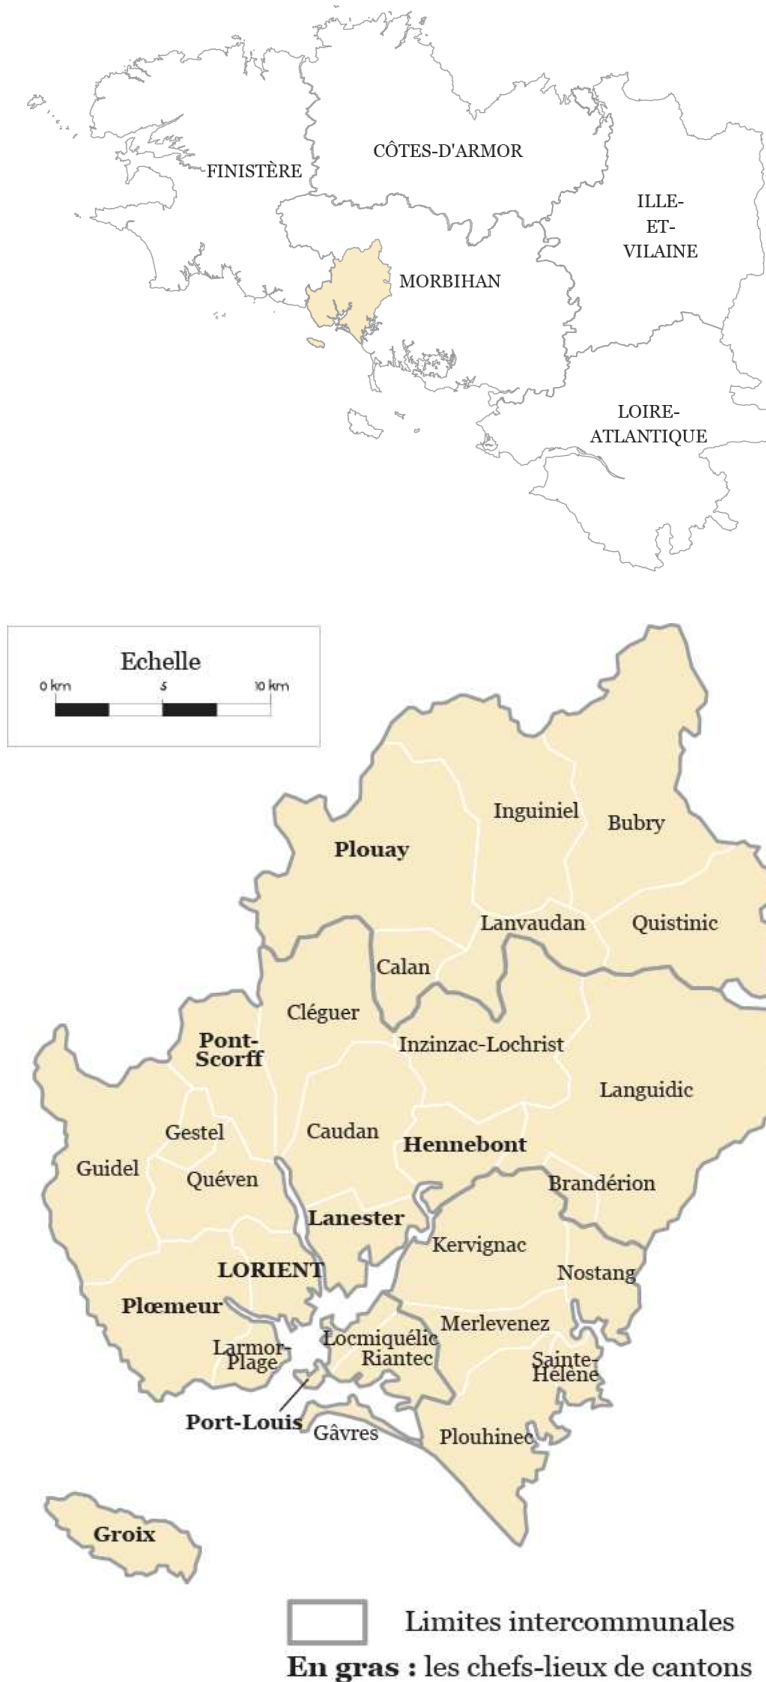 CÔTES-D'ARMOR
FINISTÈRE
ILLE-
ET-
VILAINE
MORBIHAN
LOIRE-
ATLANTIQUE
Echelle
0 km 5 10 km
Inguiniel
Bubry
Plouay
Lanvaudan
Quistinic
Calan
Cléguer
Pont-
Scorff
Inzinzac-Lochrist
Languidic
Gestel
Caudan
Hennebont
Guidel
Quéven
Brandérion
Lanester
Kervignac
LORIENT
Nostang
Plœmeur
Merlevenez
Larmor-
Plage
Locmiquélic
Riantec
Sainte-
Hélène
Port-Louis
Gâvres
Plouhinec
Groix
Limites intercommunales
En gras : les chefs-lieux de cantons